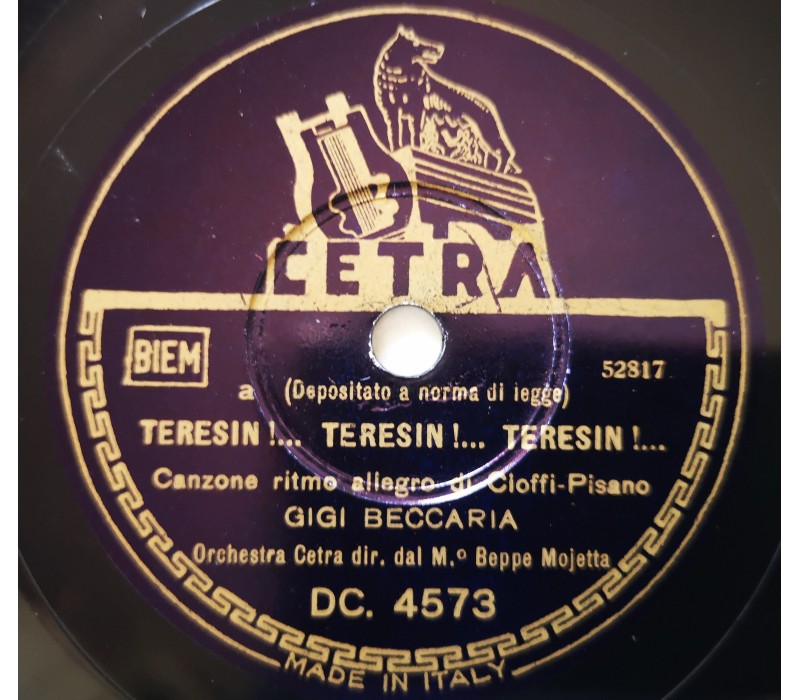 CETRA
BIEM
52817
a (Depositato a norma di legge)
TERESIN !... TERESIN !... TERESIN !...
Canzone ritmo allegro di Cioffi-Pisano
GIGI BECCARIA
Orchestra Cetra dir. dal M.º Beppe Mojetta
DC. 4573
MADE IN ITALY